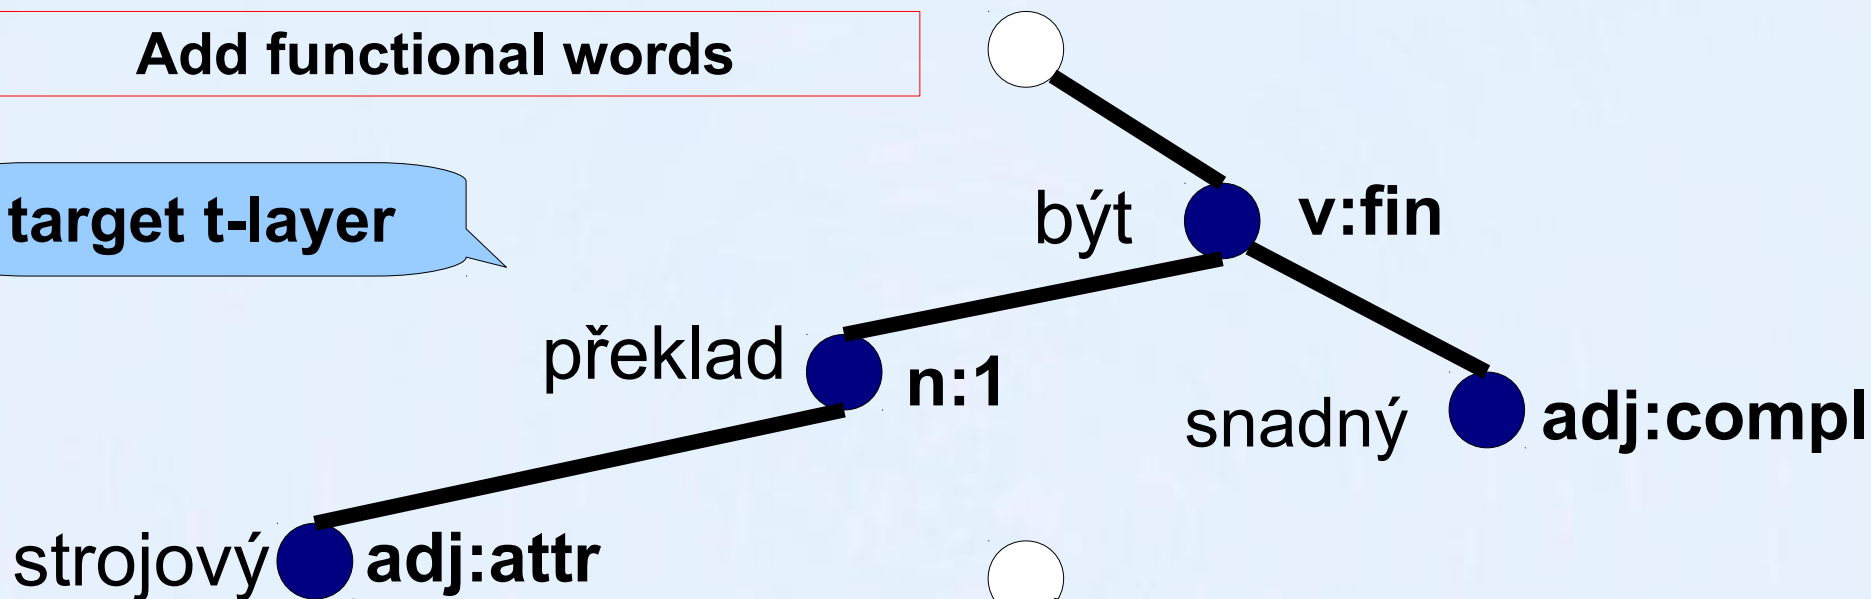 Add functional words
target t-layer
být v:fin
překlad n:1
snadný adj:compl
strojový adj:attr